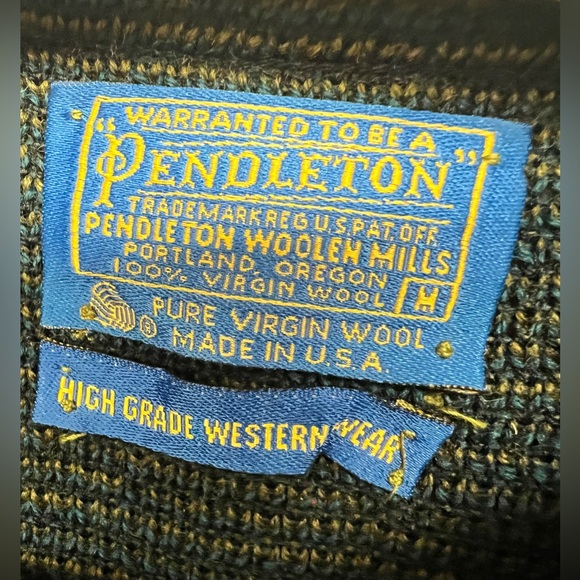 WARRANTED TO BE A
"PENDLETON"
TRADEMARK REG U.S. PAT. OFF.
PENDLETON WOOLEN MILLS
PORTLAND, OREGON
100% VIRGIN WOOL M
® PURE VIRGIN WOOL
MADE IN U.S.A.
HIGH GRADE WESTERN WEAR